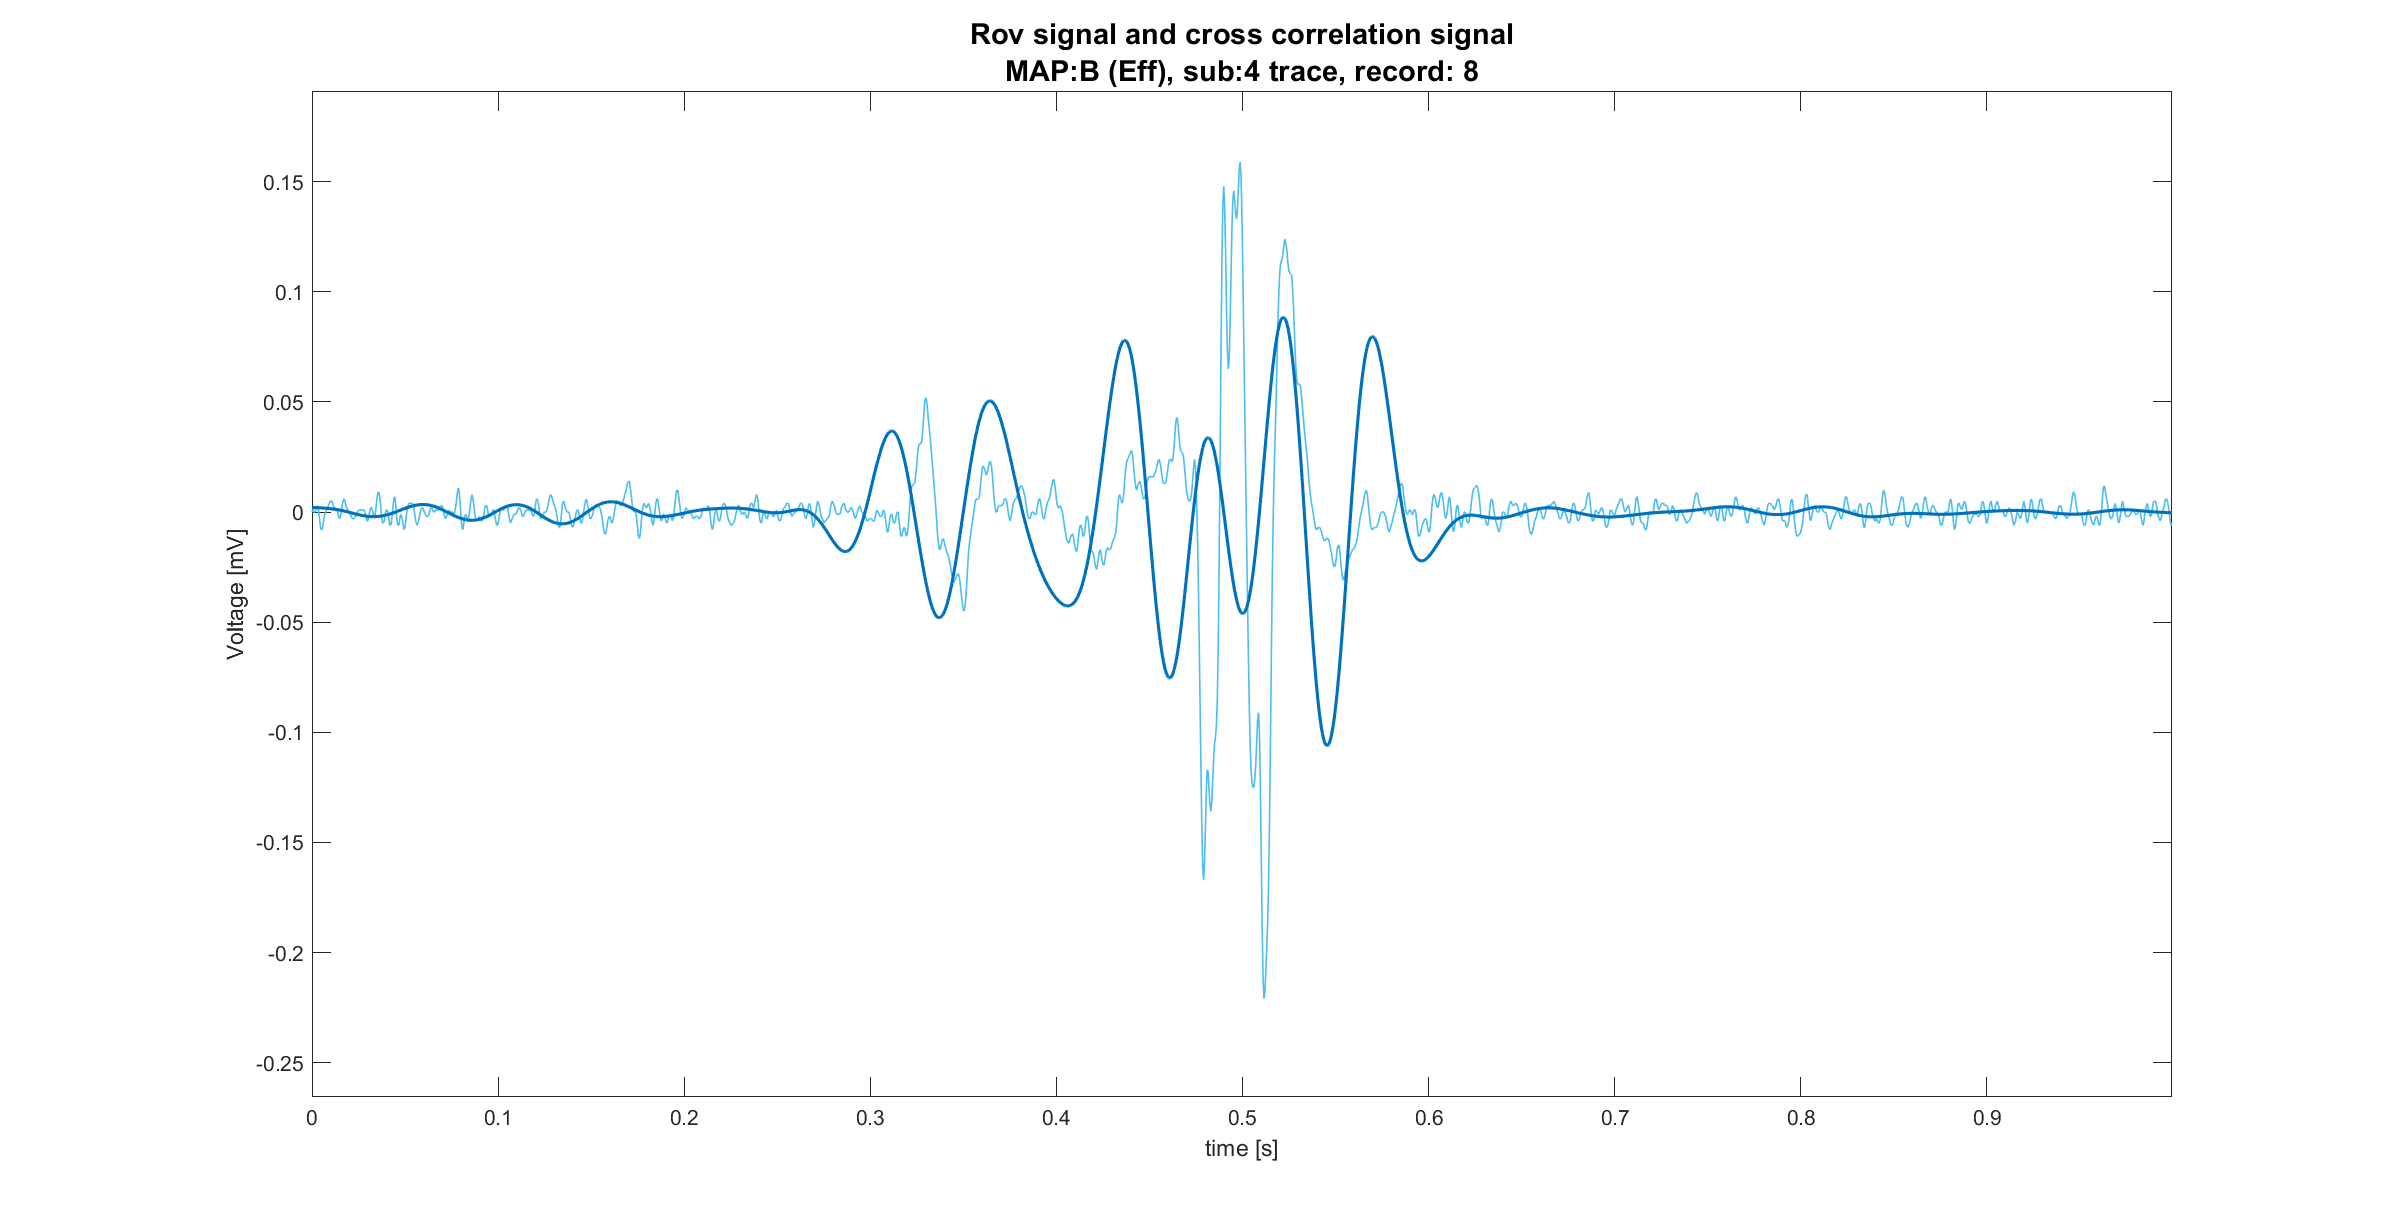 Rov signal and cross correlation signal
MAP:B (Eff), sub:4 trace, record: 8
0.15
0.1
0.05
0
-0.05
-0.1
-0.15
-0.2
-0.25
Voltage [mV]
0 0.1 0.2 0.3 0.4 0.5 0.6 0.7 0.8 0.9
time [s]